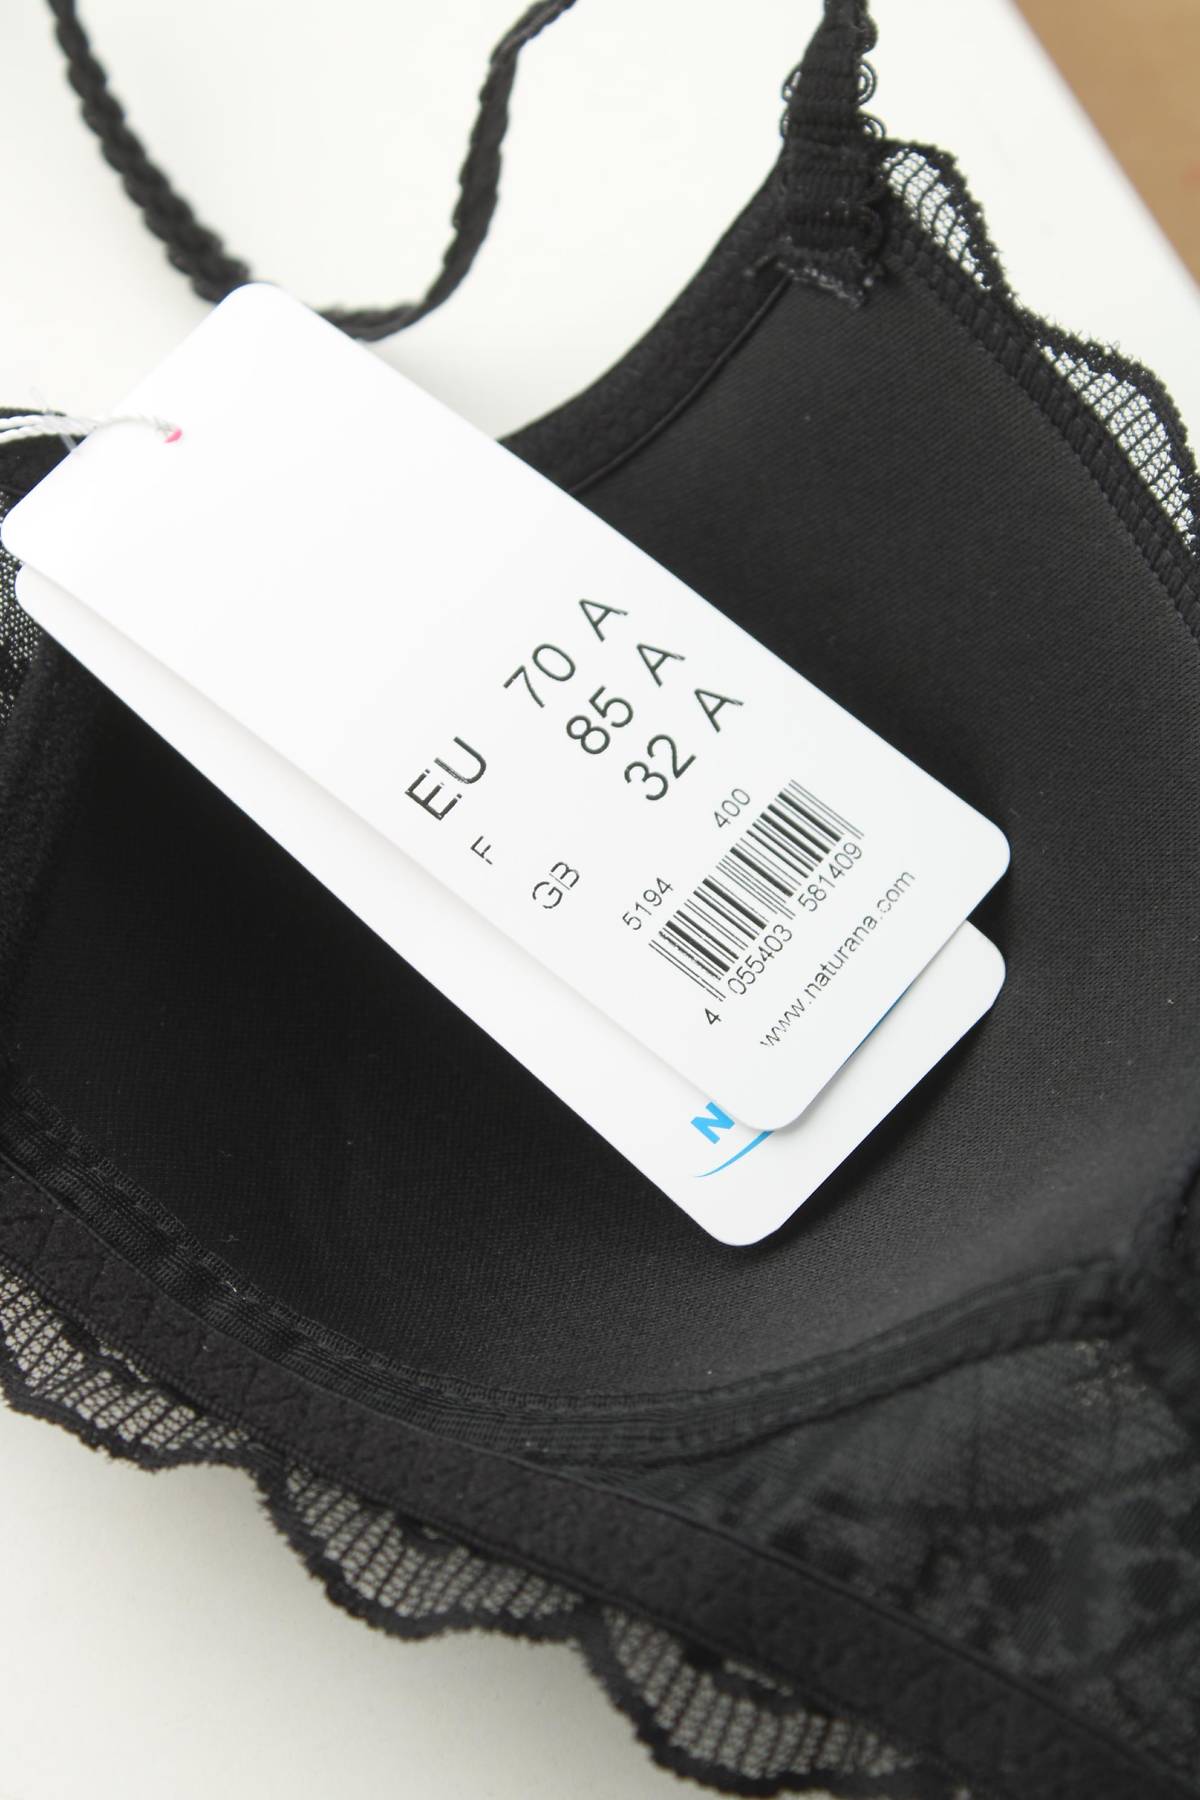 EU 70 A
F 85 A
GB 32 A
5194 400
4 055403 581409
www.naturana.com
N